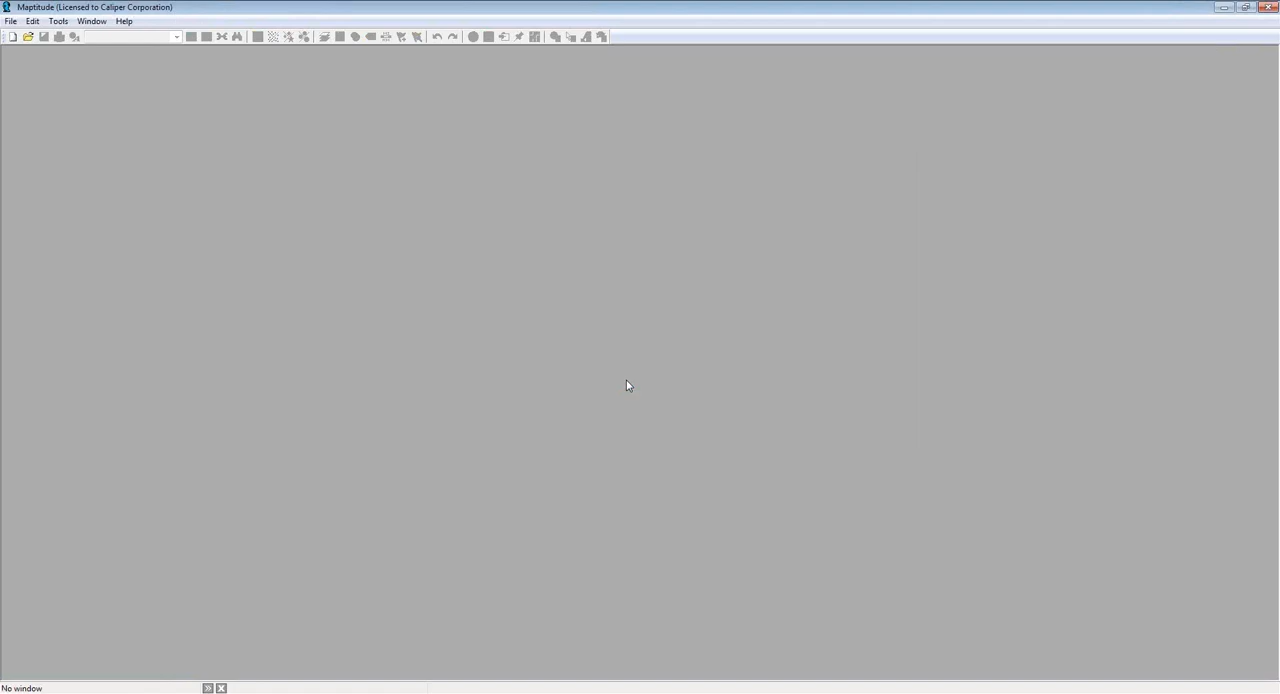 Maptitude (Licensed to Caliper Corporation)
File Edit Tools Window Help
No window